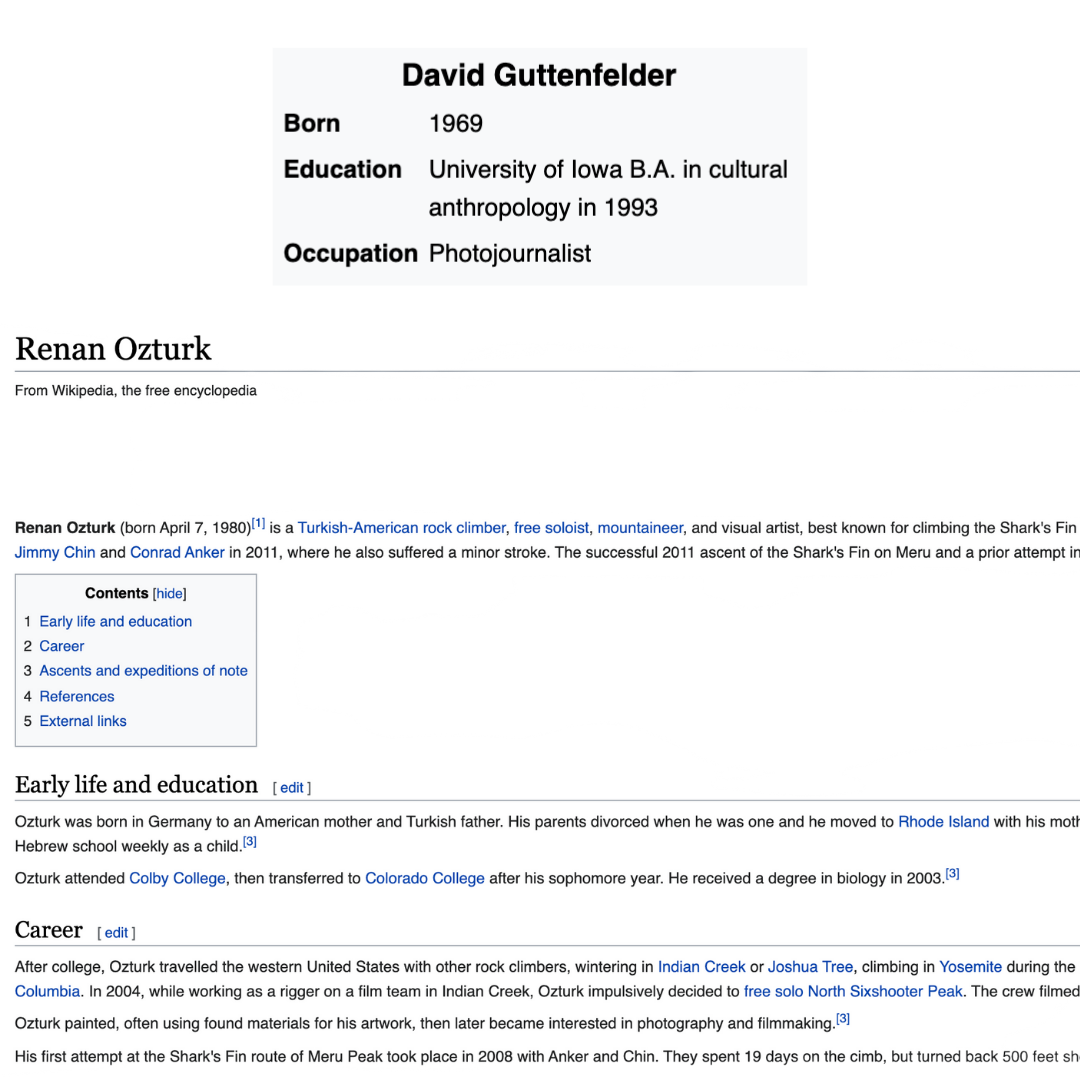 David Guttenfelder
Born 1969
Education University of Iowa B.A. in cultural
anthropology in 1993
Occupation Photojournalist
Renan Ozturk
From Wikipedia, the free encyclopedia
Renan Ozturk (born April 7, 1980)[1] is a Turkish-American rock climber, free soloist, mountaineer, and visual artist, best known for climbing the Shark's Fin
Jimmy Chin and Conrad Anker in 2011, where he also suffered a minor stroke. The successful 2011 ascent of the Shark's Fin on Meru and a prior attempt in
Contents [hide]
1 Early life and education
2 Career
3 Ascents and expeditions of note
4 References
5 External links
Early life and education [ edit ]
Ozturk was born in Germany to an American mother and Turkish father. His parents divorced when he was one and he moved to Rhode Island with his
Hebrew school weekly as a child.[3]
Ozturk attended Colby College, then transferred to Colorado College after his sophomore year. He received a degree in biology in 2003.[3]
Career [ edit ]
After college, Ozturk travelled the western United States with other rock climbers, wintering in Indian Creek or Joshua Tree, climbing in Yosemite during the
Columbia. In 2004, while working as a rigger on a film team in Indian Creek, Ozturk impulsively decided to free solo North Sixshooter Peak. The crew filmed
Ozturk painted, often using found materials for his artwork, then later became interested in photography and filmmaking.[3]
His first attempt at the Shark's Fin route of Meru Peak took place in 2008 with Anker and Chin. They spent 19 days on the cimb, but turned back 500 feet